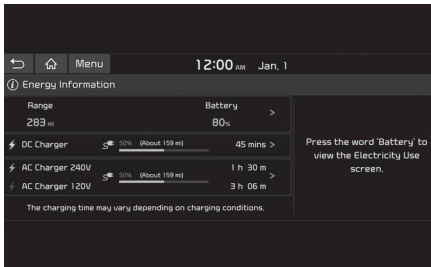 Menu 12:00 AM Jan. 1
i Energy Information
Range Battery
283 mi 80% >
DC Charger 50% (About 159 mi) 45 mins >
AC Charger 240V 1 h 30 m
50% (About 159 mi) >
AC Charger 120V 3 h 06 m
The charging time may vary depending on charging conditions.
Press the word 'Battery' to
view the Electricity Use
screen.